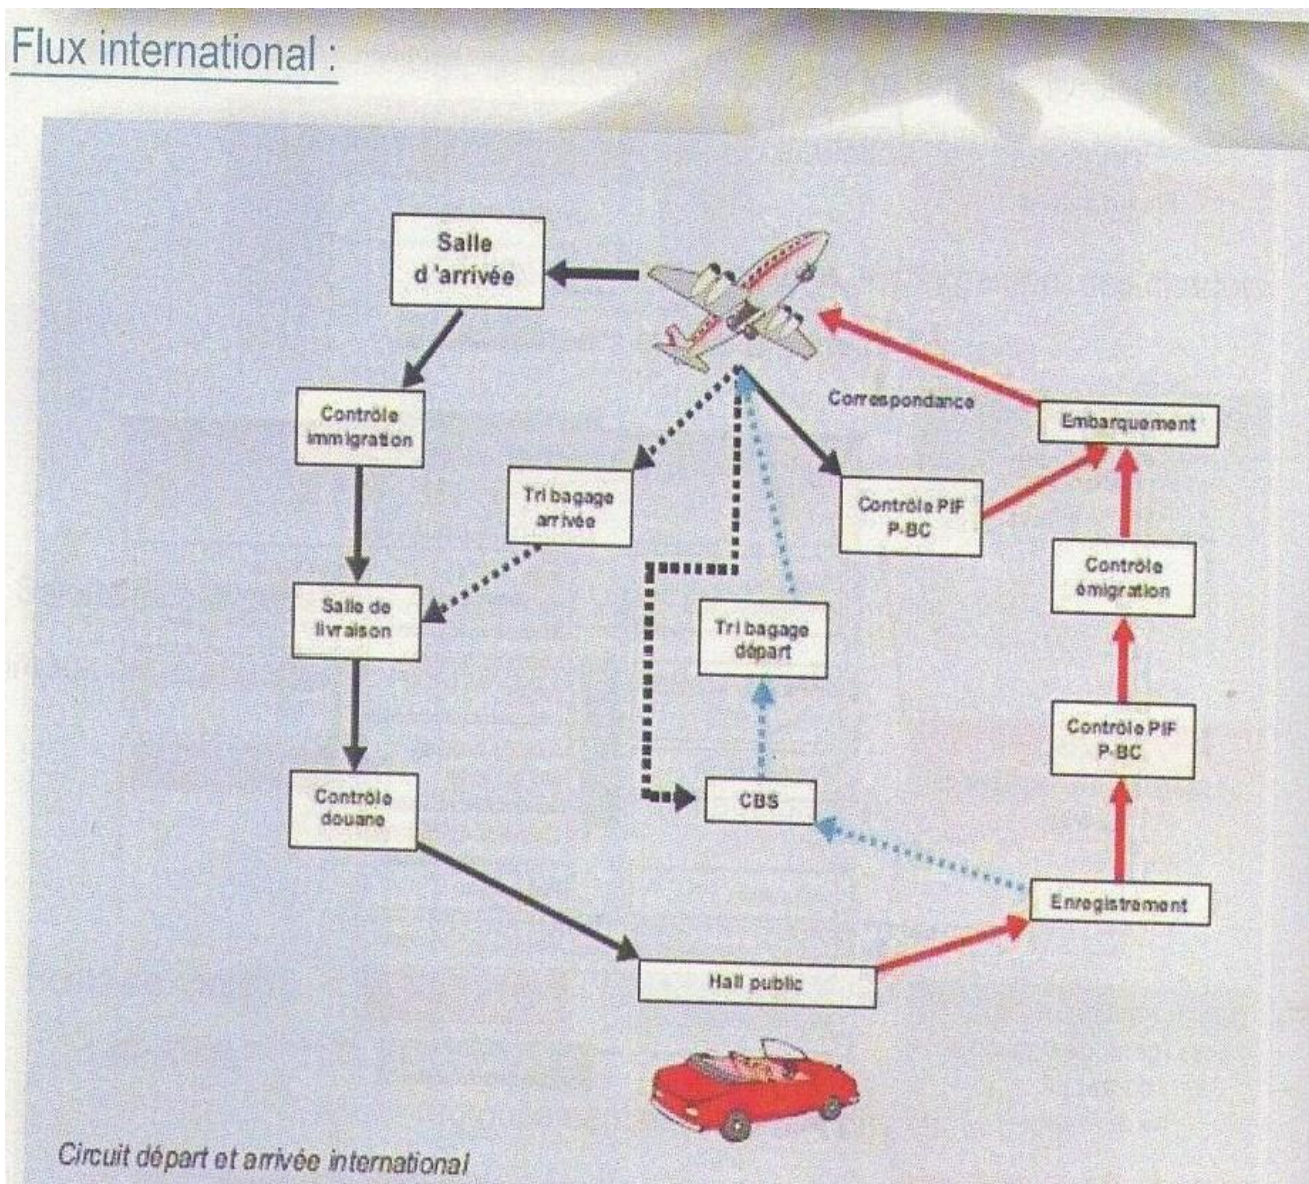 Flux international :
Salle
d 'arrivée
Contrôle
immigration
Correspondance
Embarquement
Tri bagage
arrivée
Contrôle PIF
P-BC
Contrôle
émigration
Salle de
livraison
Tri bagage
départ
Contrôle PIF
P-BC
Contrôle
douane
CBS
Enregistrement
Hall public
Circuit départ et arrivée international